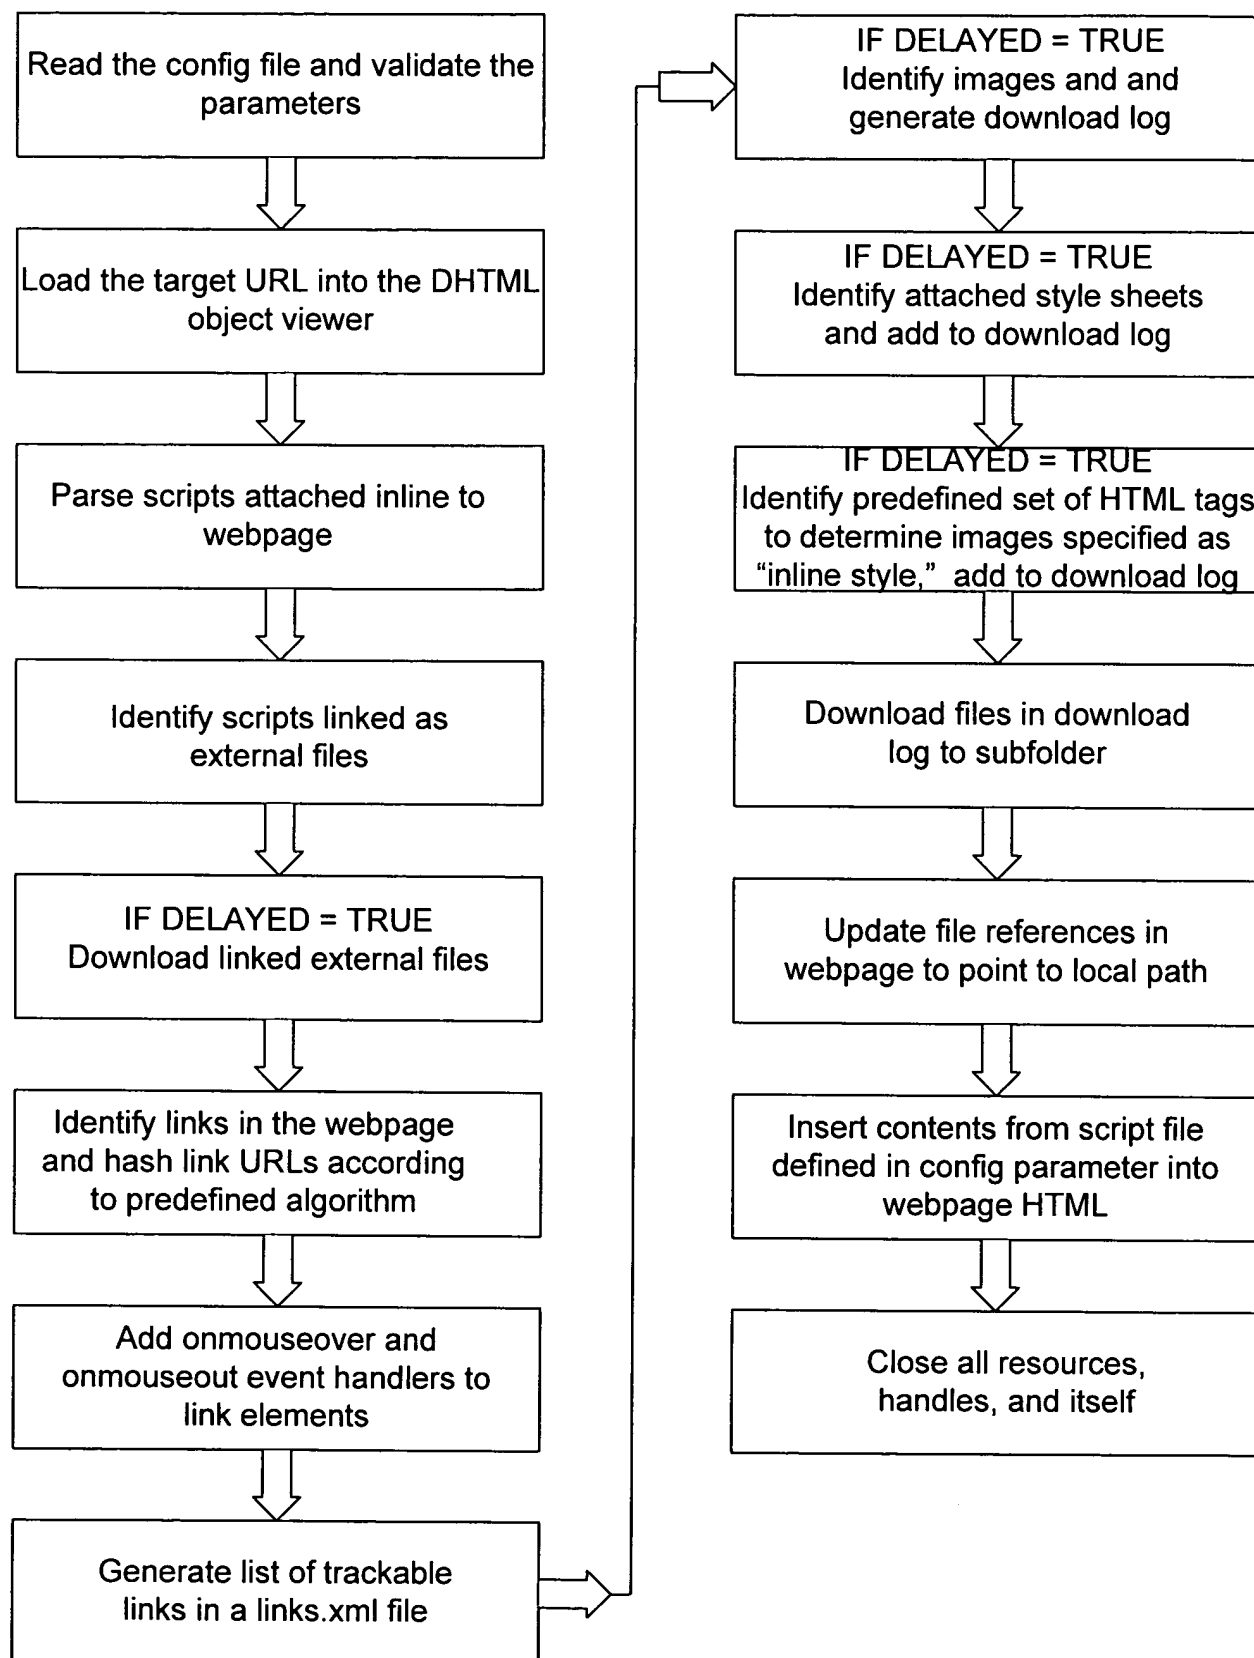 Read the config file and validate the
parameters
Load the target URL into the DHTML
object viewer
Parse scripts attached inline to
webpage
Identify scripts linked as
external files
IF DELAYED = TRUE
Download linked external files
Identify links in the webpage
and hash link URLs according
to predefined algorithm
Add onmouseover and
onmouseout event handlers to
link elements
Generate list of trackable
links in a links.xml file
IF DELAYED = TRUE
Identify images and and
generate download log
IF DELAYED = TRUE
Identify attached style sheets
and add to download log
IF DELAYED = TRUE
Identify predefined set of HTML tags
to determine images specified as
“inline style,” add to download log
Download files in download
log to subfolder
Update file references in
webpage to point to local path
Insert contents from script file
defined in config parameter into
webpage HTML
Close all resources,
handles, and itself